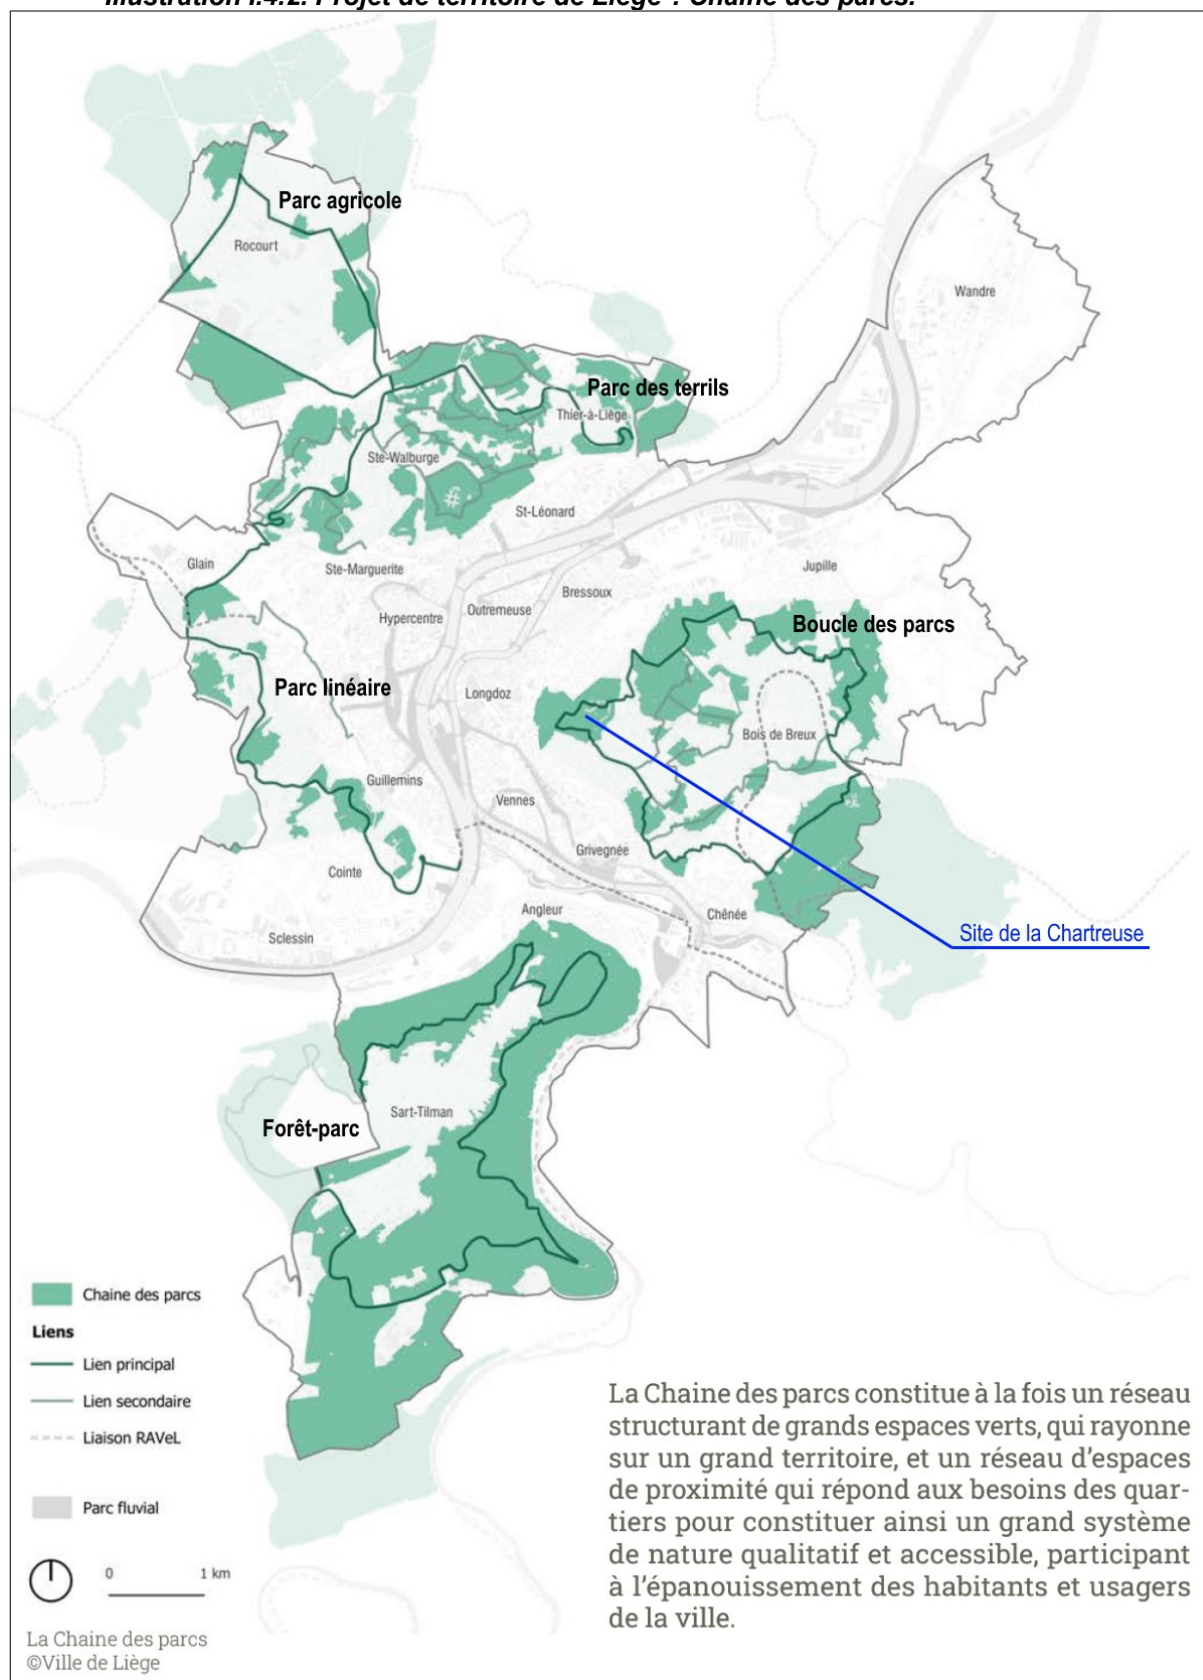 Illustration I.4.2. Projet de territoire de Liège : Chaîne des parcs.
Parc agricole
Rocourt
Wandre
Parc des terrils
Thier-à-Liège
Ste-Walburge
St-Léonard
Glain
Ste-Marguerite
Jupille
Bressoux
Outremeuse
Hypercentre
Boucle des parcs
Parc linéaire
Longdoz
Bois de Breux
Guillemins
Vennes
Grivegnée
Cointe
Angleur
Chênée
Sclessin
Site de la Chartreuse
Sart-Tilman
Forêt-parc
Chaine des parcs
Liens
Lien principal
Lien secondaire
Liaison RAVeL
Parc fluvial
0 1 km
La Chaine des parcs
©Ville de Liège
La Chaine des parcs constitue à la fois un réseau
structurant de grands espaces verts, qui rayonne
sur un grand territoire, et un réseau d'espaces
de proximité qui répond aux besoins des quar-
tiers pour constituer ainsi un grand système
de nature qualitatif et accessible, participant
à l'épanouissement des habitants et usagers
de la ville.